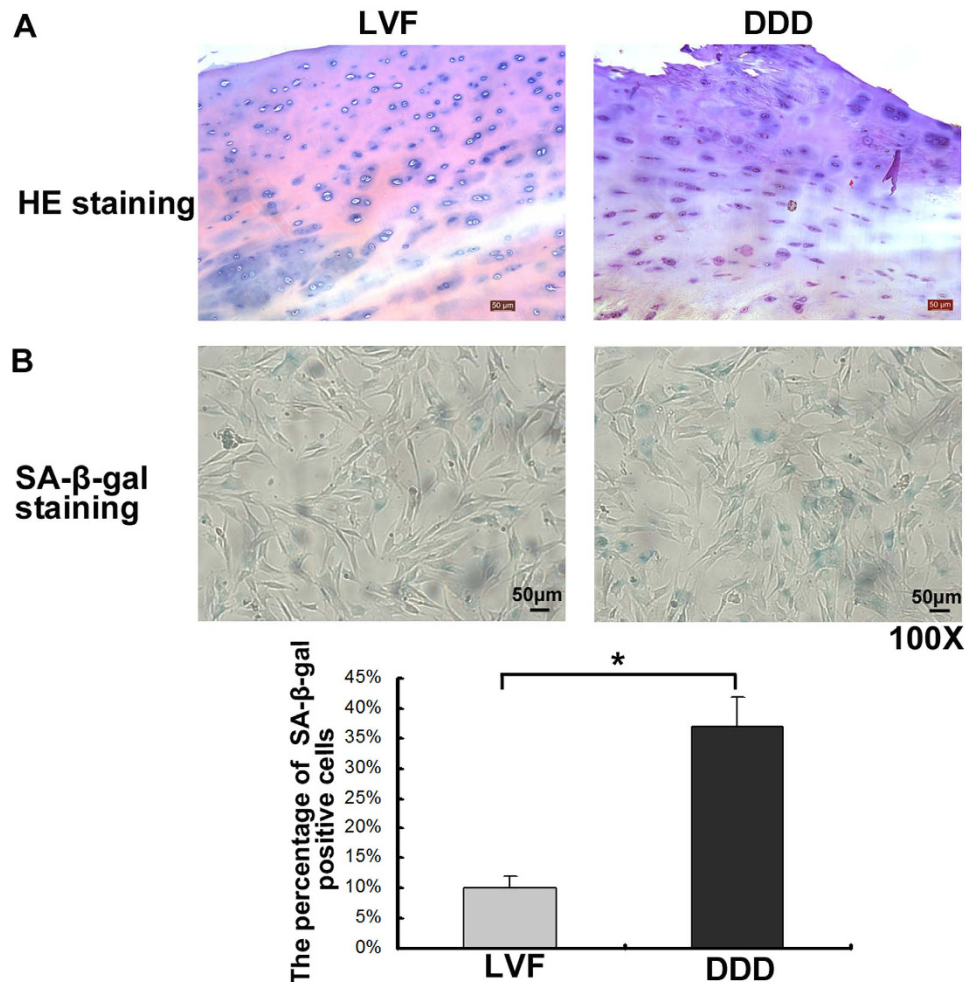 A
LVF
DDD
HE staining
50 µm
50 µm
B
SA-β-gal
staining
50µm
50µm
100X
The percentage of SA-β-gal
positive cells
*
45%
40%
35%
30%
25%
20%
15%
10%
5%
0%
LVF
DDD